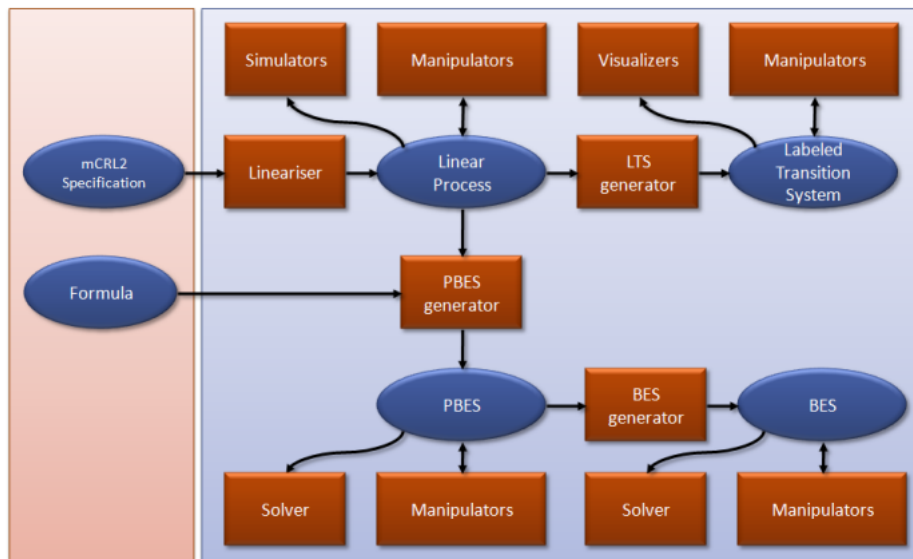 Simulators
Manipulators
Visualizers
Manipulators
mCRL2
Specification
Lineariser
Linear
Process
LTS
generator
Labeled
Transition
System
Formula
PBES
generator
PBES
BES
generator
BES
Solver
Manipulators
Solver
Manipulators